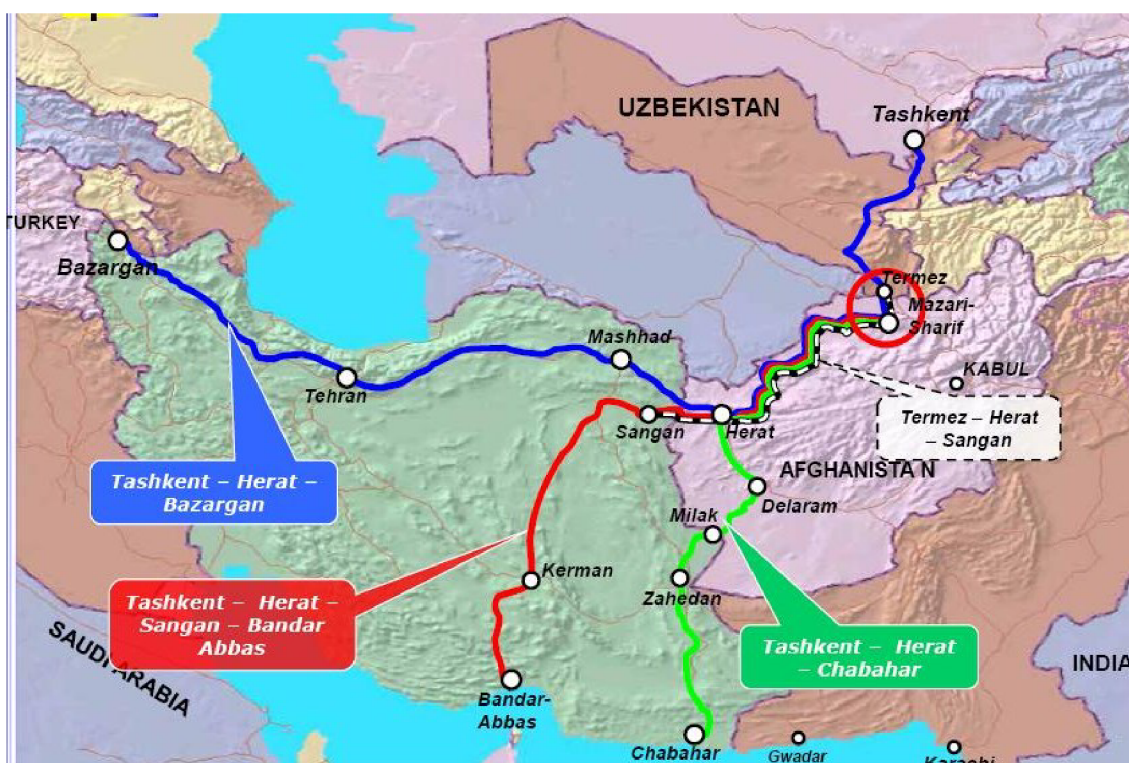 UZBEKISTAN
Tashkent
TURKEY
Bazargan
Termez
Mazari-
Sharif
Mashhad
KABUL
Tehran
Sangan
Herat
Termez – Herat
– Sangan
AFGHANISTA N
Tashkent – Herat –
Bazargan
Delaram
Milak
Kerman
Zahedan
Tashkent – Herat –
Sangan – Bandar
Abbas
Tashkent – Herat
– Chabahar
SAUDI ARABIA
INDIA
Bandar-
Abbas
Chabahar
Gwadar
Karachi